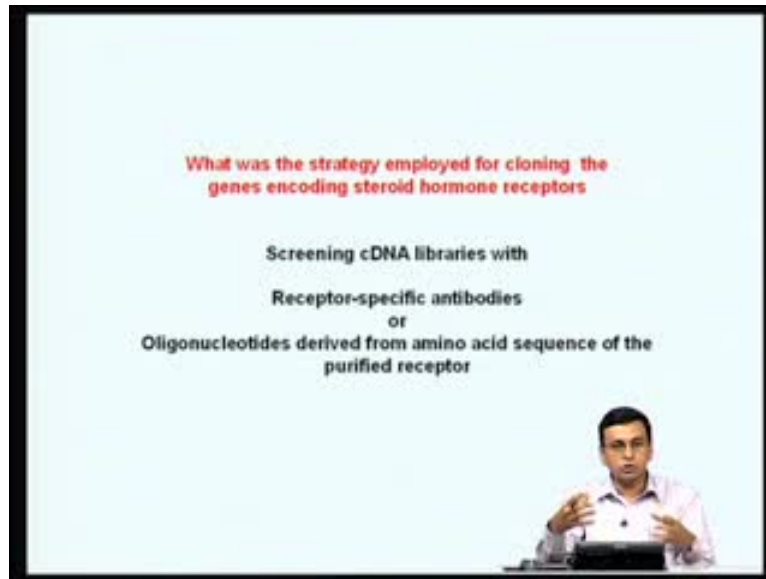 What was the strategy employed for cloning the
genes encoding steroid hormone receptors
Screening cDNA libraries with
Receptor-specific antibodies
or
Oligonucleotides derived from amino acid sequence of the
purified receptor